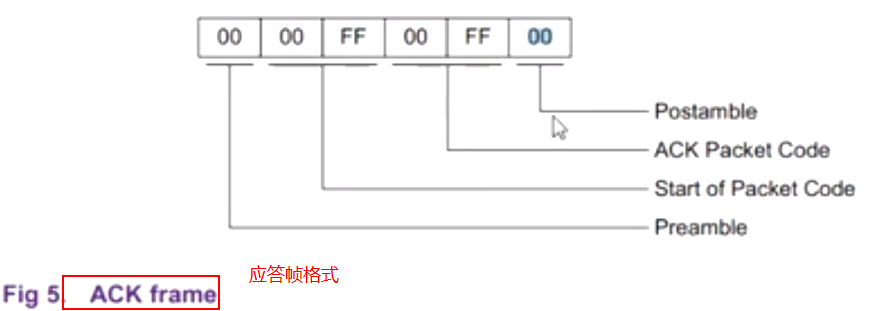 00 00 FF 00 FF 00
Postamble
ACK Packet Code
Start of Packet Code
Preamble
应答帧格式
Fig 5. ACK frame